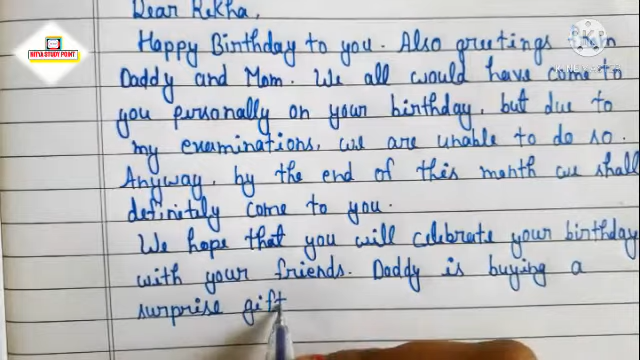 Dear Rekha,
NITYA STUDY POINT
Happy Birthday to you. Also greetings
Daddy and Mom. We all would have come to
you personally on your birthday, but due to
my examinations, we are unable to do so.
Anyway, by the end of this month we shall
definitely come to you.
We hope that you will celebrate your birthday
with your friends. Daddy is buying a
surprise gift